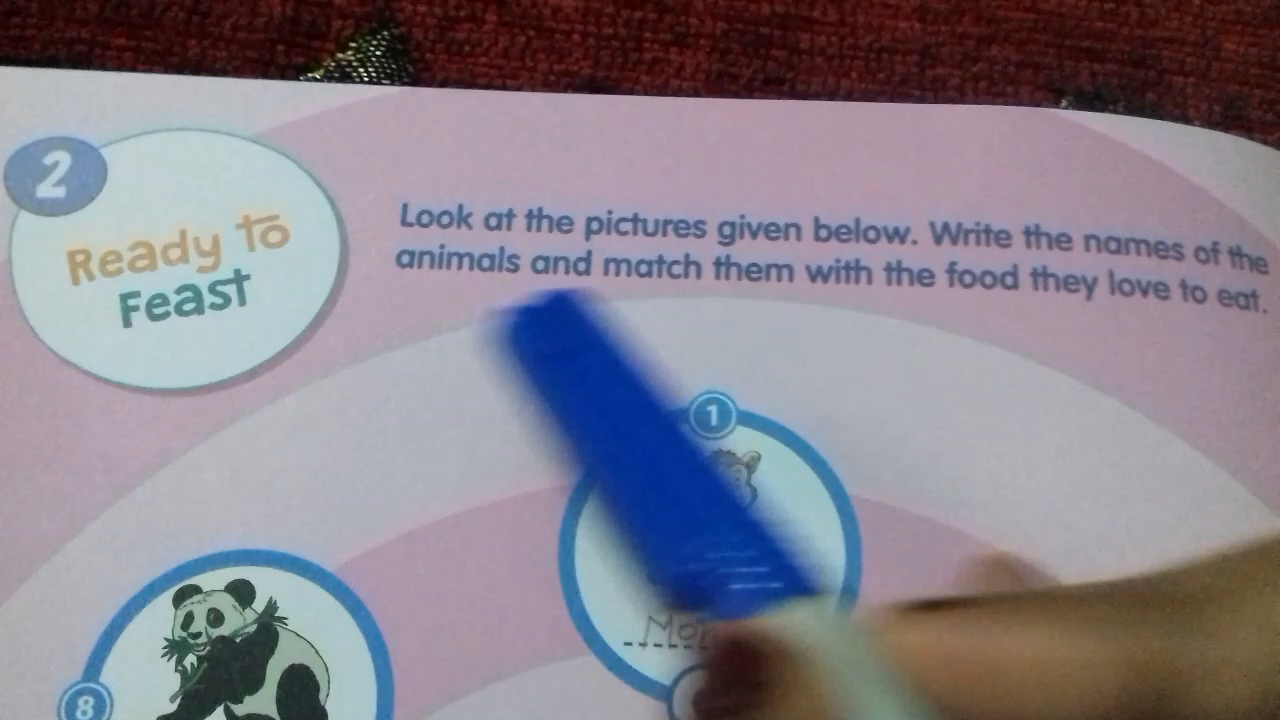 2
Ready to
Feast
Look at the pictures given below. Write the names of the
animals and match them with the food they love to eat.
1
8